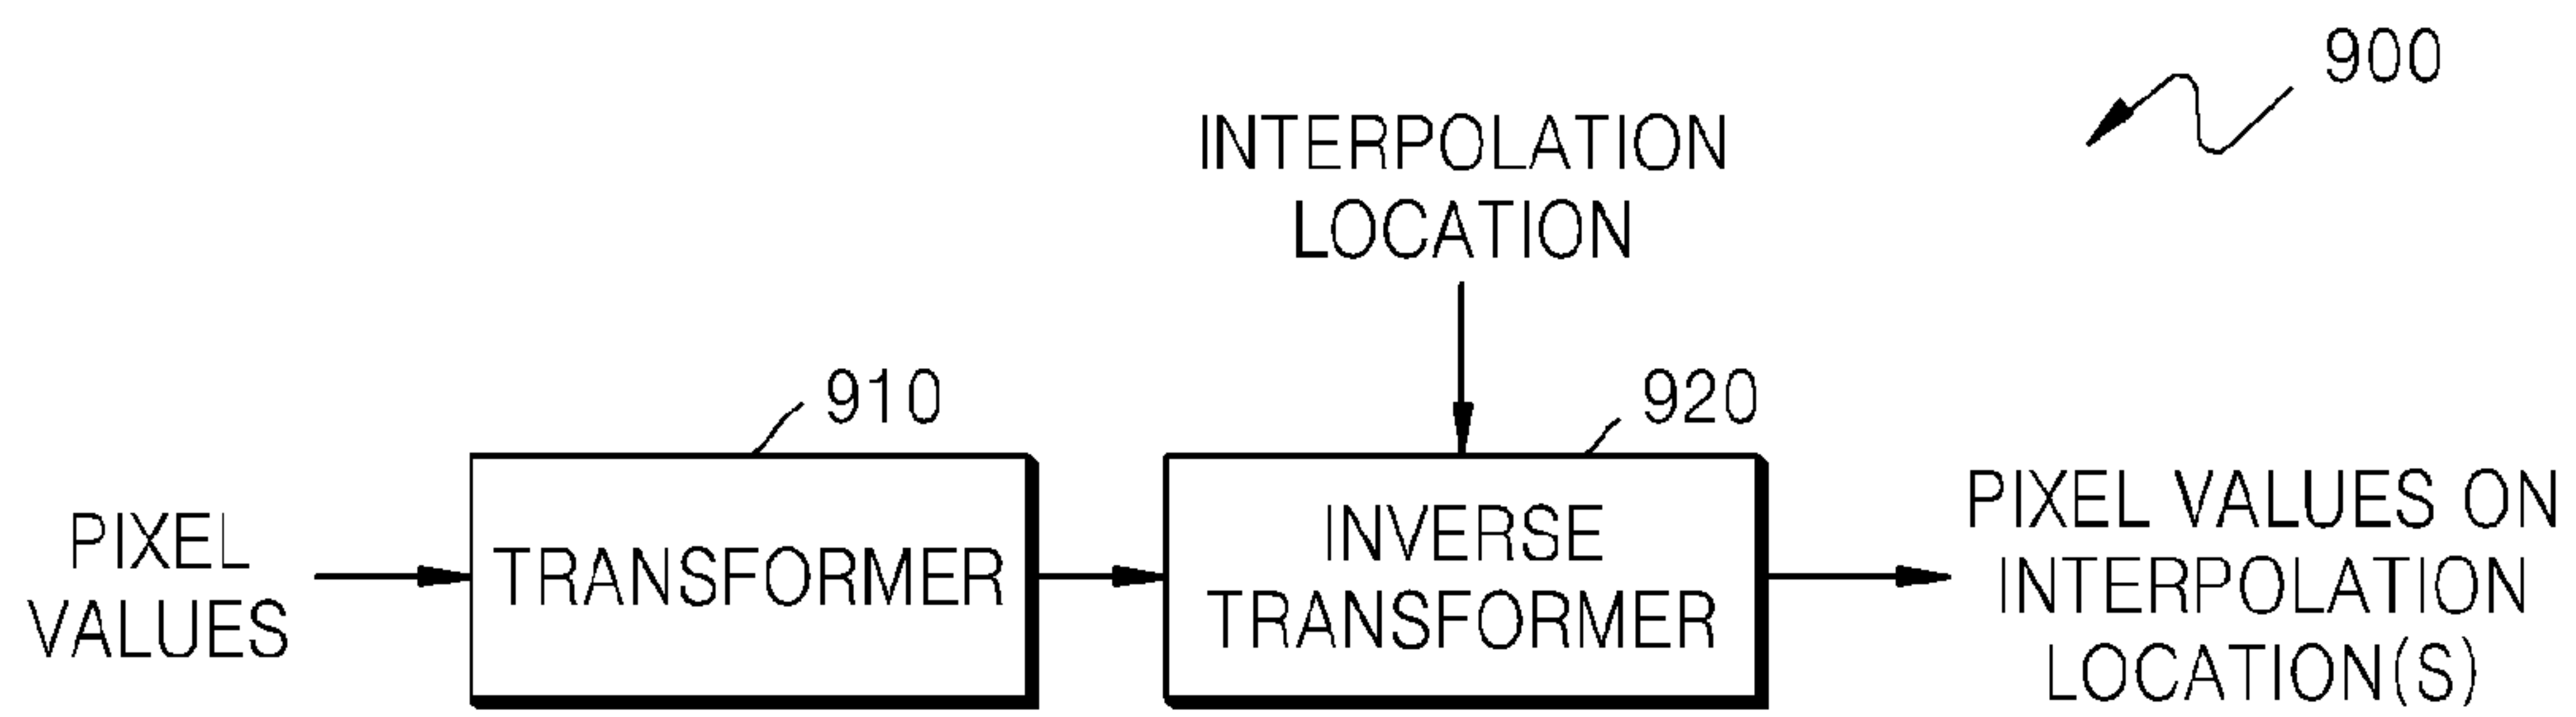 900
INTERPOLATION
LOCATION
910
920
PIXEL
VALUES
TRANSFORMER
INVERSE
TRANSFORMER
PIXEL VALUES ON
INTERPOLATION
LOCATION(S)